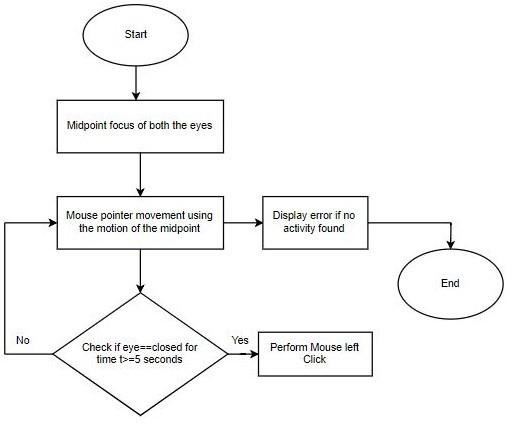 Start
Midpoint focus of both the eyes
Mouse pointer movement using
the motion of the midpoint
Display error if no
activity found
End
No
Check if eye==closed for
time t>=5 seconds
Yes
Perform Mouse left
Click